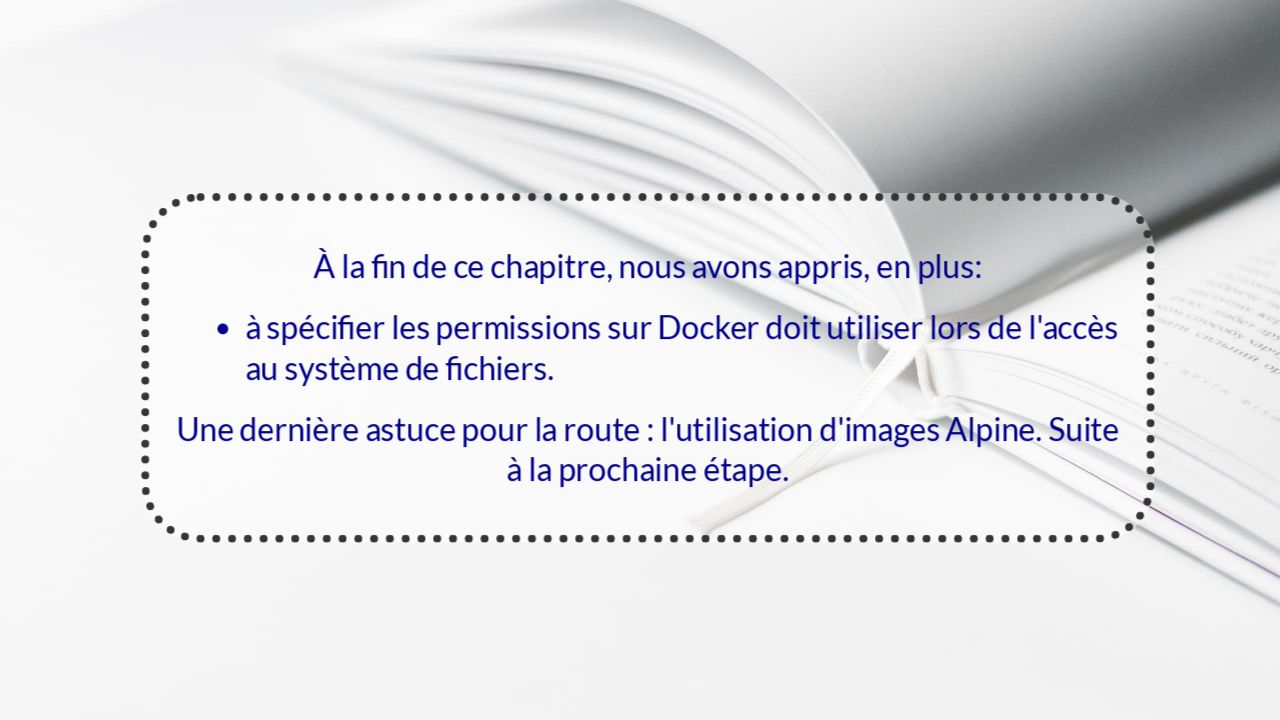 À la fin de ce chapitre, nous avons appris, en plus:
• à spécifier les permissions sur Docker doit utiliser lors de l'accès
au système de fichiers.
Une dernière astuce pour la route : l'utilisation d'images Alpine. Suite
à la prochaine étape.